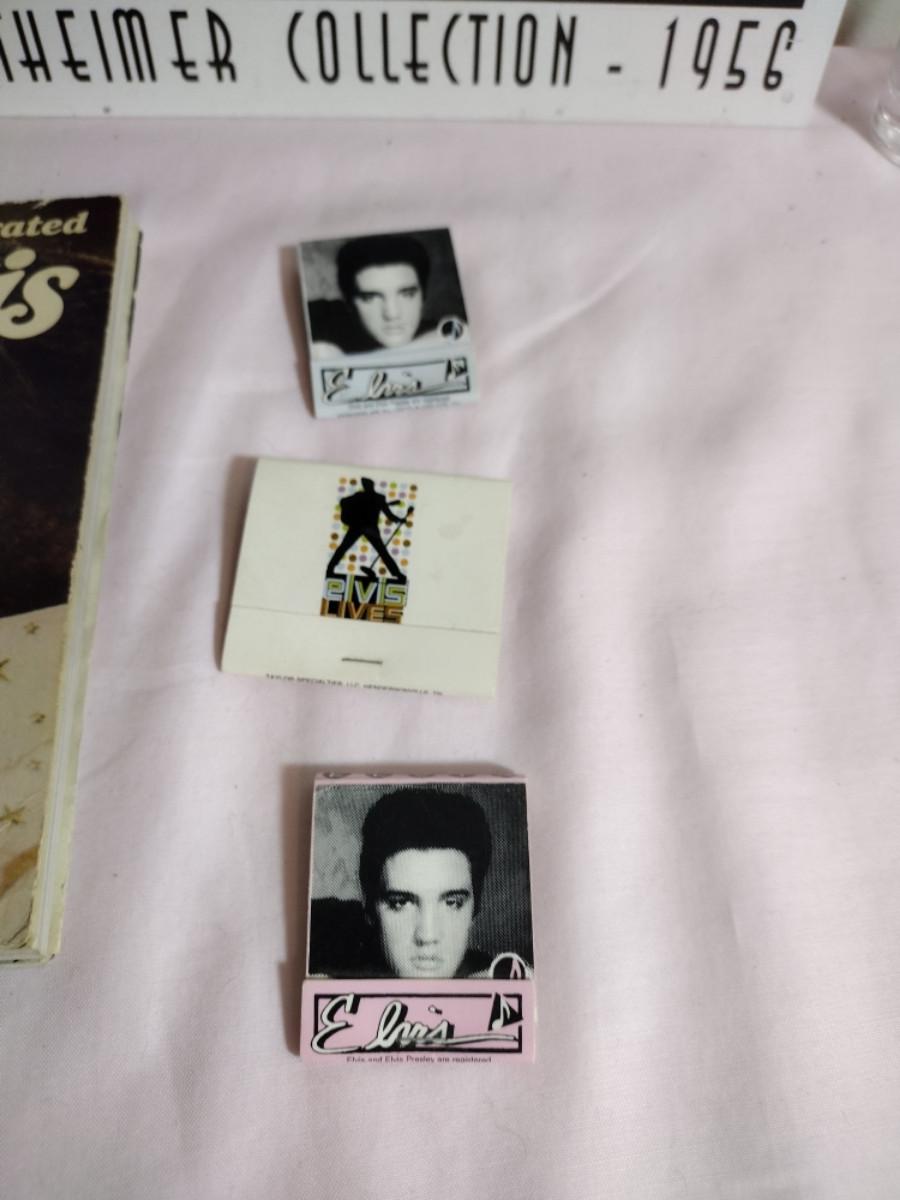 HEIMER COLLECTION - 1956
rated
is
Elvis
elvis
LIVES
TAYLOR SPECIALTIES, LLC HENDERSONVILLE, TN
Elvis
Elvis and Elvis Presley are registered